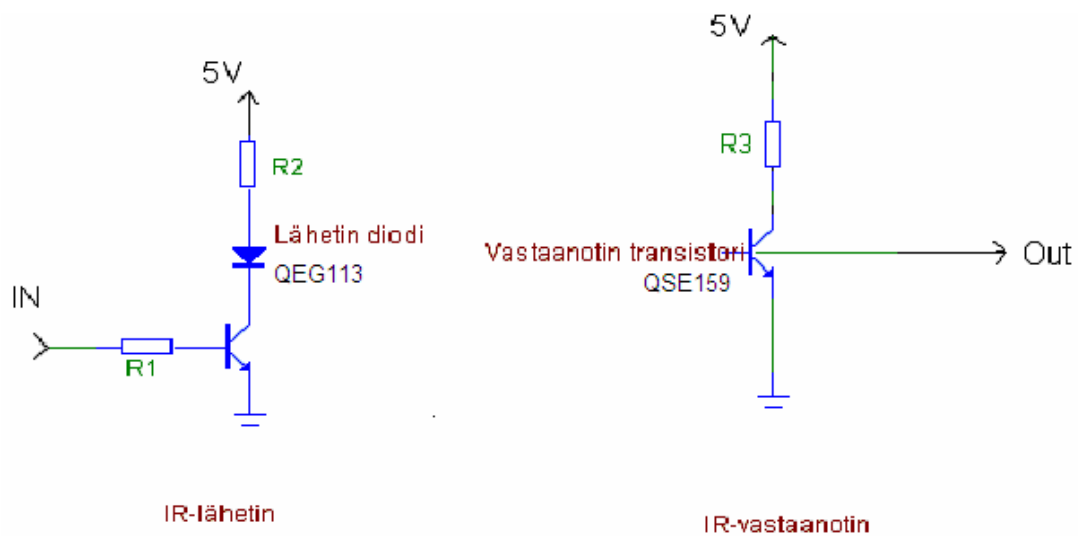 5V
R2
Lähetin diodi
QEG113
IN
R1
IR-lähetin
5V
R3
Vastaanotin transistori
QSE159
Out
IR-vastaanotin